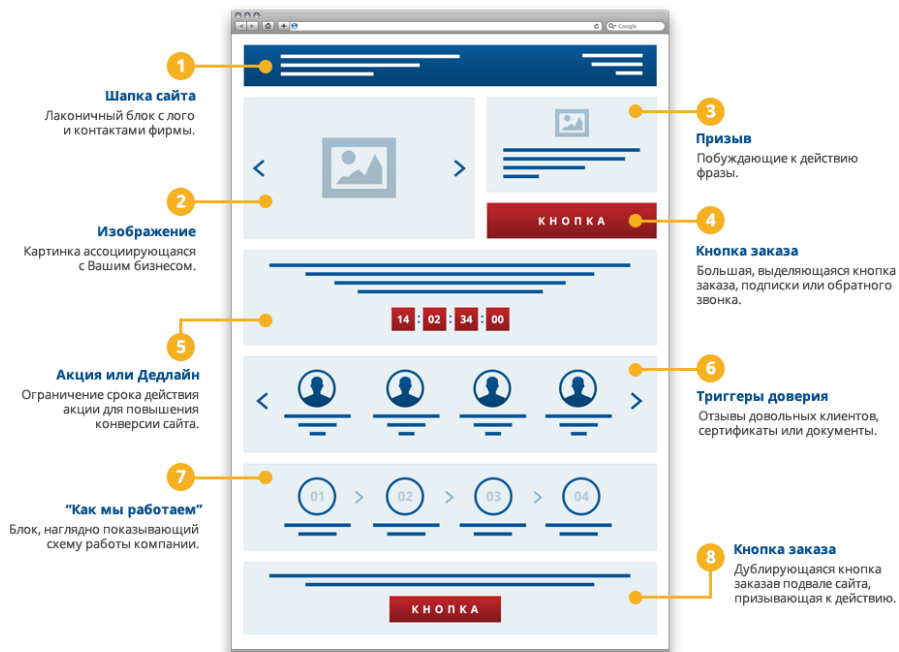 Google
1
Шапка сайта
Лаконичный блок с лого
и контактами фирмы.
2
Изображение
Картинка ассоциирующаяся
с Вашим бизнесом.
3
Призыв
Побуждающие к действию
фразы.
КНОПКА
4
Кнопка заказа
Большая, выделяющаяся кнопка
заказа, подписки или обратного
звонка.
14 : 02 : 34 : 00
5
Акция или Дедлайн
Ограничение срока действия
акции для повышения
конверсии сайта.
6
Триггеры доверия
Отзывы довольных клиентов,
сертификаты или документы.
7
"Как мы работаем"
Блок, наглядно показывающий
схему работы компании.
01 > 02 > 03 > 04
8
Кнопка заказа
Дублирующаяся кнопка
заказав подвале сайта,
призывающая к действию.
КНОПКА